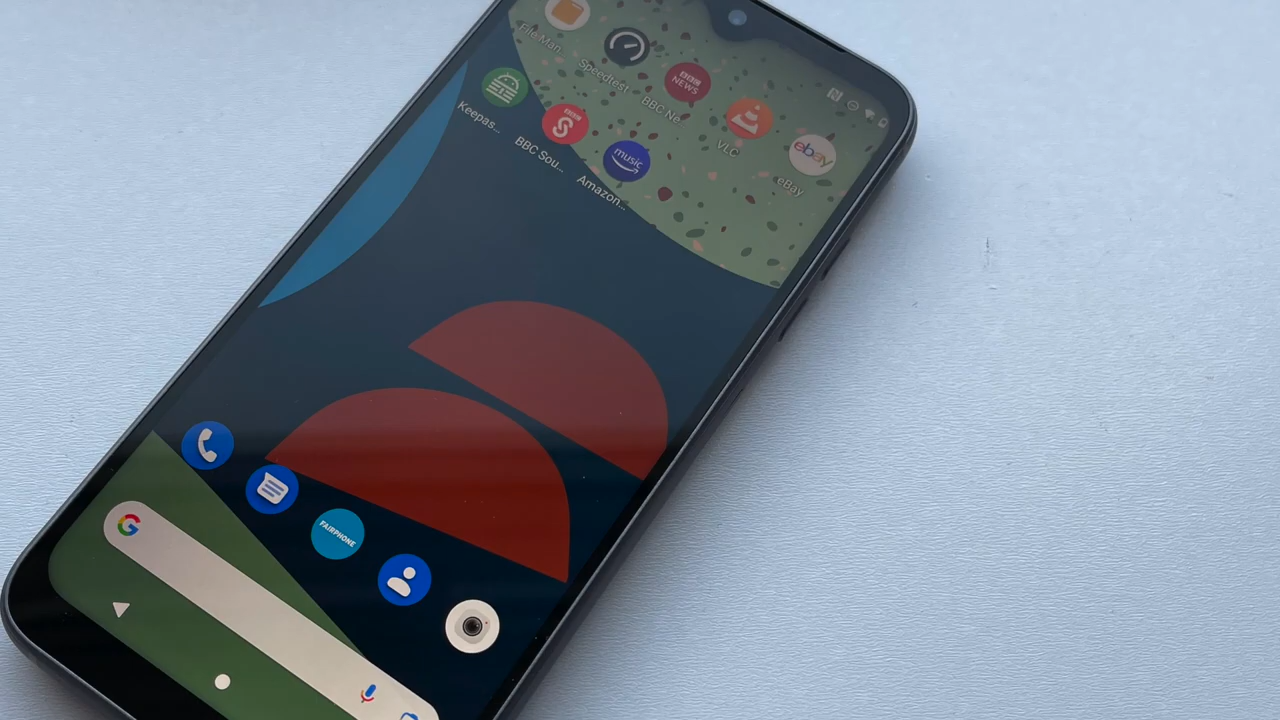 File Man...
Speedtest
BBC
NEWS
BBC Ne...
VLC
ebay
eBay
Keepas...
BBC
S
BBC Sou...
music
Amazon...
FAIRPHONE
G